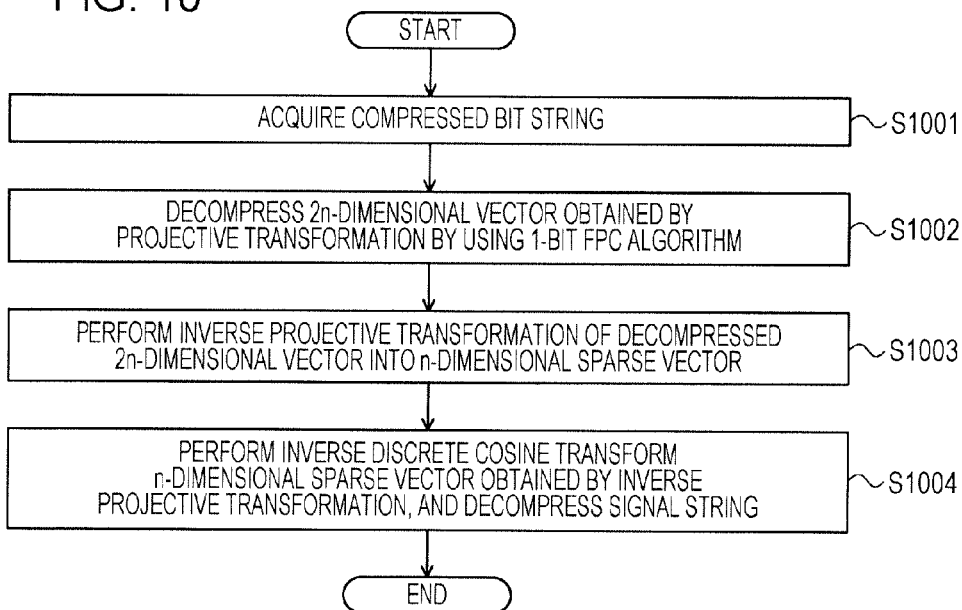 FIG. 10
START
ACQUIRE COMPRESSED BIT STRING
S1001
DECOMPRESS 2n-DIMENSIONAL VECTOR OBTAINED BY
PROJECTIVE TRANSFORMATION BY USING 1-BIT FPC ALGORITHM
S1002
PERFORM INVERSE PROJECTIVE TRANSFORMATION OF DECOMPRESSED
2n-DIMENSIONAL VECTOR INTO n-DIMENSIONAL SPARSE VECTOR
S1003
PERFORM INVERSE DISCRETE COSINE TRANSFORM
n-DIMENSIONAL SPARSE VECTOR OBTAINED BY INVERSE
PROJECTIVE TRANSFORMATION, AND DECOMPRESS SIGNAL STRING
S1004
END